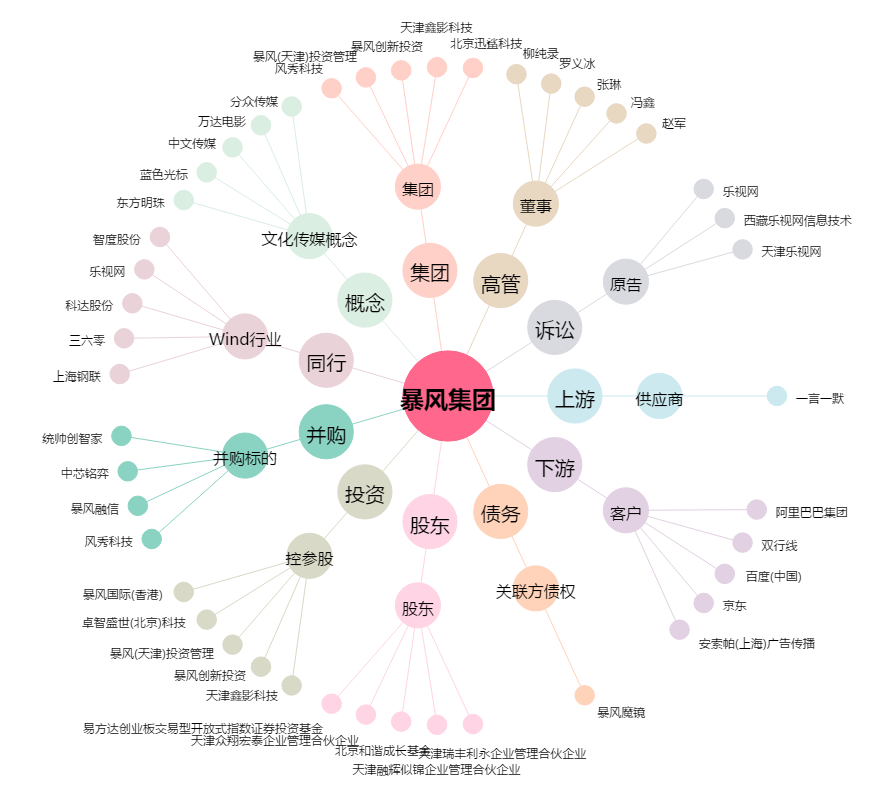 天津鑫影科技
暴风创新投资
北京迅鲨科技
暴风(天津)投资管理
风秀科技
柳纯录
罗义冰
张琳
冯鑫
赵军
分众传媒
万达电影
中文传媒
蓝色光标
东方明珠
集团
董事
乐视网
西藏乐视网信息技术
天津乐视网
文化传媒概念
智度股份
乐视网
科达股份
三六零
上海钢联
集团
高管
原告
概念
诉讼
Wind行业
同行
暴风集团
上游
供应商
一言一默
并购
并购标的
统帅创智家
中芯铭弈
暴风融信
风秀科技
下游
投资
股东
债务
客户
阿里巴巴集团
双行线
百度(中国)
京东
安索帕(上海)广告传播
控参股
暴风国际(香港)
卓智盛世(北京)科技
暴风(天津)投资管理
暴风创新投资
天津鑫影科技
股东
关联方债权
暴风魔镜
易方达创业板交易型开放式指数证券投资基金
天津众翔宏泰企业管理合伙企业
北京和谐成长基金
天津瑞丰利永企业管理合伙企业
天津融辉似锦企业管理合伙企业